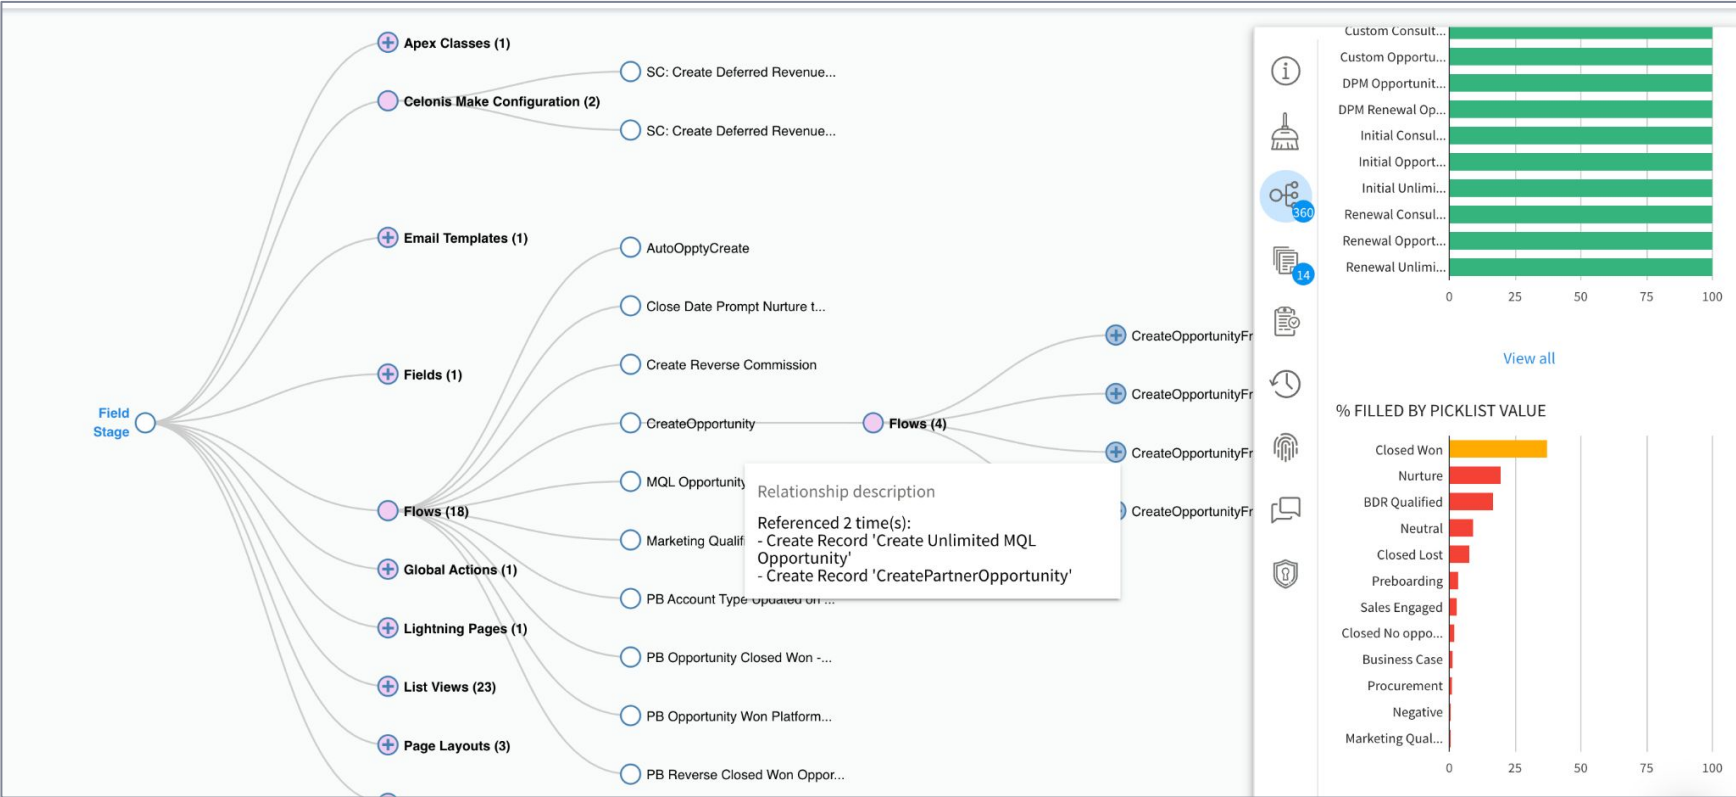 Apex Classes (1)
SC: Create Deferred Revenue...
Celonis Make Configuration (2)
SC: Create Deferred Revenue...
Email Templates (1)
AutoOpptyCreate
Close Date Prompt Nurture t...
CreateOpportunityFr
Create Reverse Commission
Fields (1)
CreateOpportunityFr
Field
Stage
CreateOpportunity
Flows (4)
CreateOpportunityFr
MQL Opportunity
Flows (18)
CreateOpportunityFr
Marketing Qualif
Global Actions (1)
PB Account Type Updated on ...
Lightning Pages (1)
PB Opportunity Closed Won -...
List Views (23)
PB Opportunity Won Platform...
Page Layouts (3)
PB Reverse Closed Won Oppor...
Relationship description
Referenced 2 time(s):
- Create Record 'Create Unlimited MQL
Opportunity'
- Create Record 'CreatePartnerOpportunity'
360
14
Custom Consult...
Custom Opportu...
DPM Opportunit...
DPM Renewal Op...
Initial Consul...
Initial Opport...
Initial Unlimi...
Renewal Consul...
Renewal Opport...
Renewal Unlimi...
0 25 50 75 100
View all
% FILLED BY PICKLIST VALUE
Closed Won
Nurture
BDR Qualified
Neutral
Closed Lost
Preboarding
Sales Engaged
Closed No oppo...
Business Case
Procurement
Negative
Marketing Qual...
0 25 50 75 100